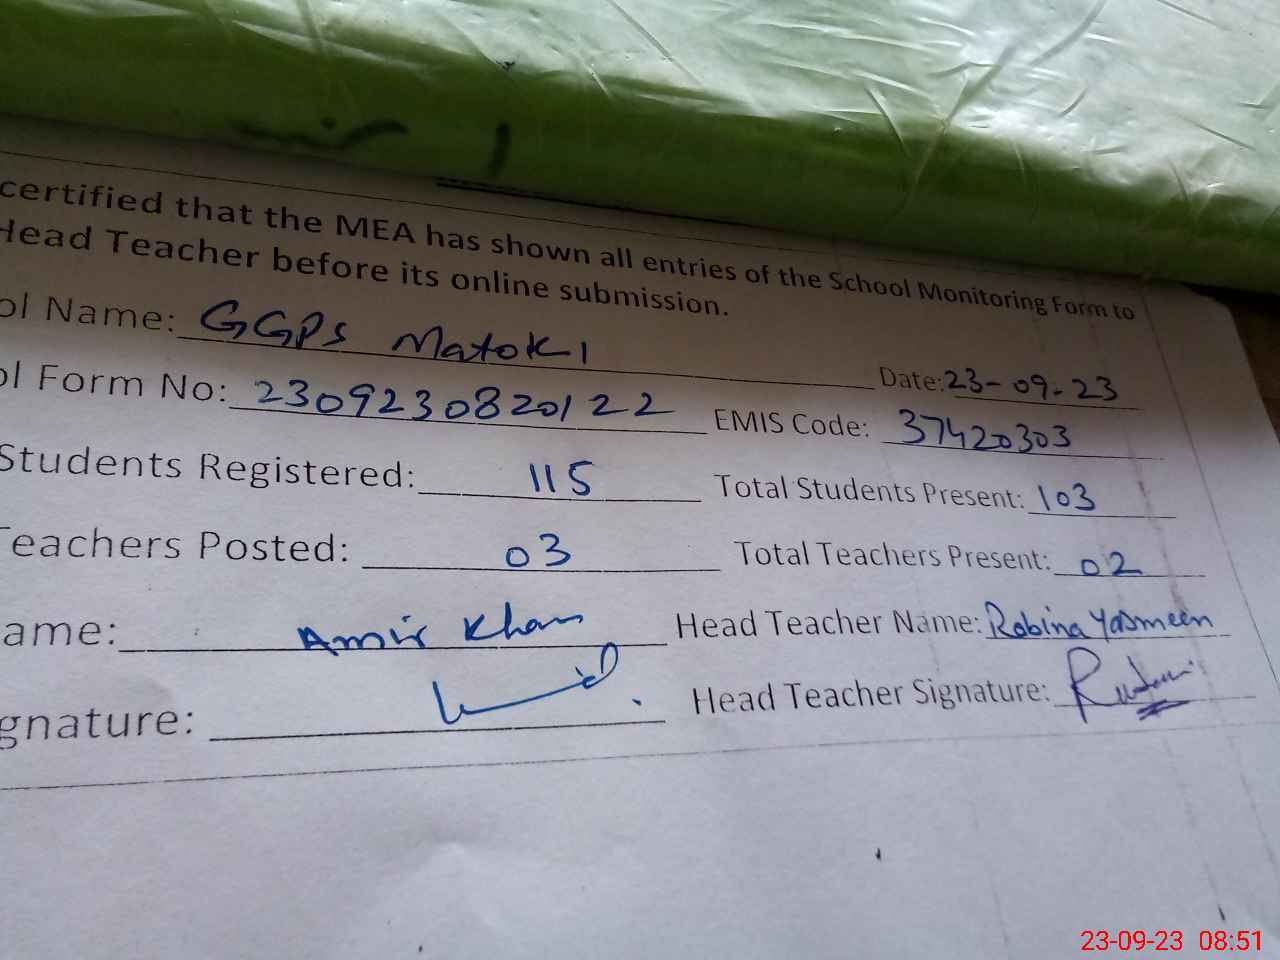 certified that the MEA has shown all entries of the School Monitoring Form to
Head Teacher before its online submission.
ol Name: GGPS Matoki
Date: 23-09-23
ol Form No: 2309230820122
EMIS Code: 37420303
Students Registered: 115
Total Students Present: 103
Teachers Posted: 03
Total Teachers Present: 02
ame: Amir Khan
Head Teacher Name: Robina Yasmeen
gnature:
Head Teacher Signature:
23-09-23 08:51